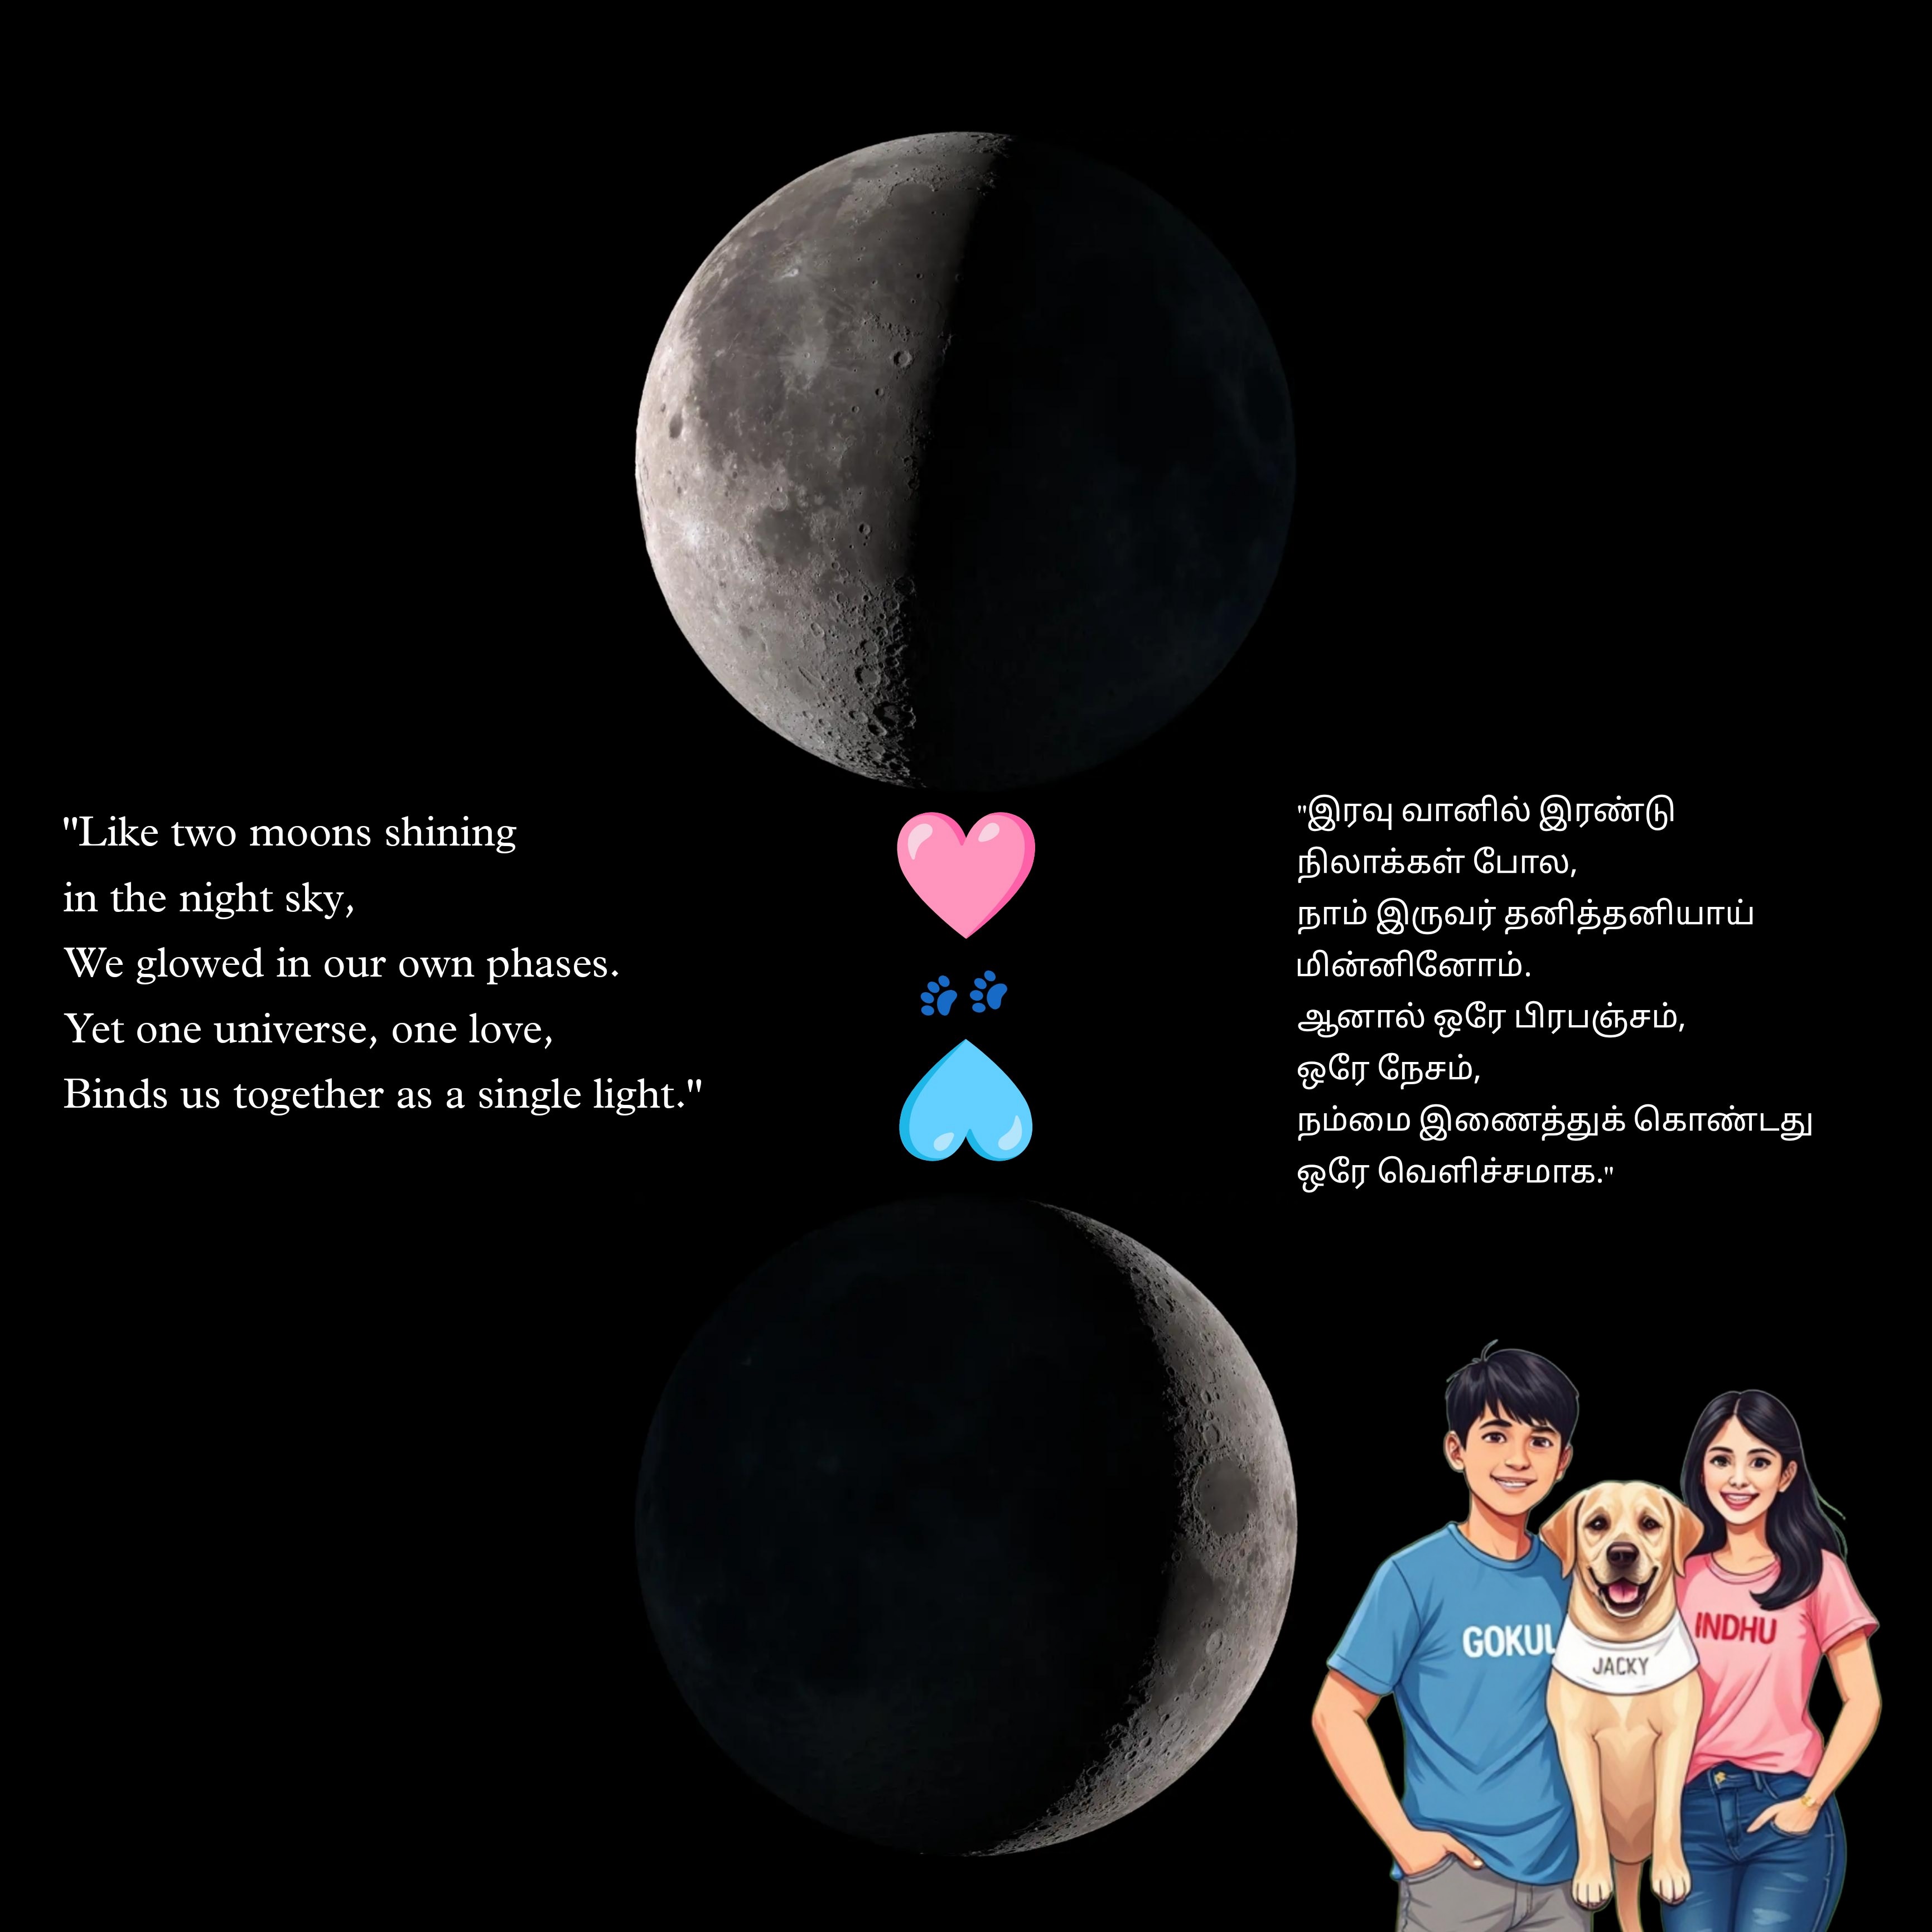 "Like two moons shining
in the night sky,
We glowed in our own phases.
Yet one universe, one love,
Binds us together as a single light."
"இரவு வானில் இரண்டு
நிலாக்கள் போல,
நாம் இருவர் தனித்தனியாய்
மின்னினோம்.
ஆனால் ஒரே பிரபஞ்சம்,
ஒரே நேசம்,
நம்மை இணைத்துக் கொண்டது
ஒரே வெளிச்சமாக."
GOKUL
JACKY
INDHU